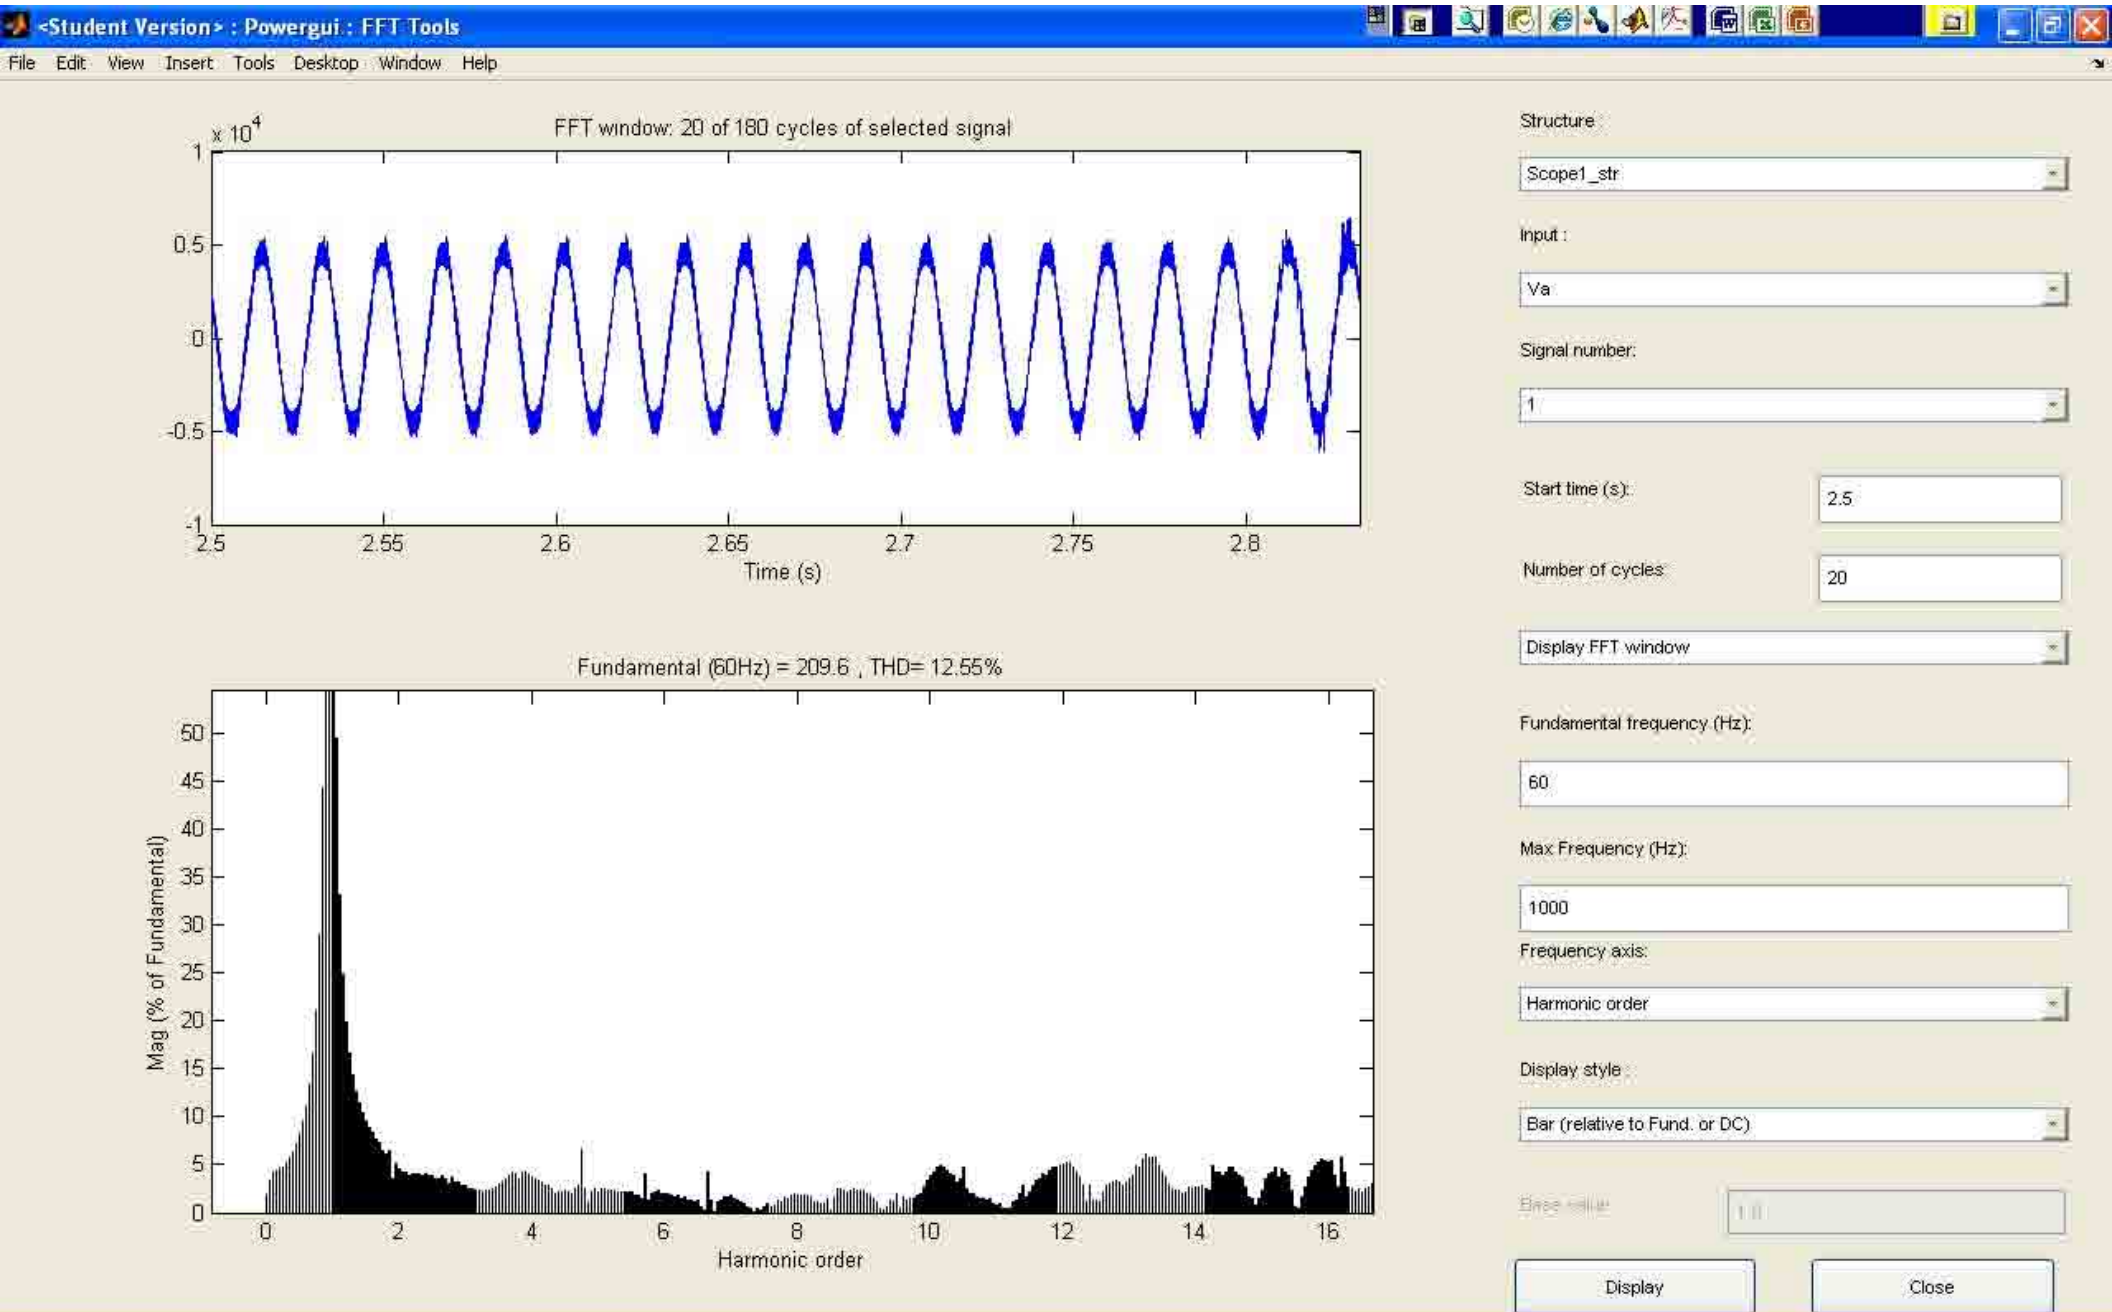 <Student Version> : Powergui : FFT Tools
File Edit View Insert Tools Desktop Window Help
x 10^4
FFT window: 20 of 180 cycles of selected signal
1
0.5
0
-0.5
-1
2.5 2.55 2.6 2.65 2.7 2.75 2.8
Time (s)
Fundamental (60Hz) = 209.6 , THD= 12.55%
Mag (% of Fundamental)
50
45
40
35
30
25
20
15
10
5
0
0 2 4 6 8 10 12 14 16
Harmonic order
Structure :
Scope1_str
Input :
Va
Signal number:
1
Start time (s):
2.5
Number of cycles:
20
Display FFT window
Fundamental frequency (Hz):
60
Max Frequency (Hz):
1000
Frequency axis:
Harmonic order
Display style :
Bar (relative to Fund. or DC)
Base value:
1.0
Display
Close